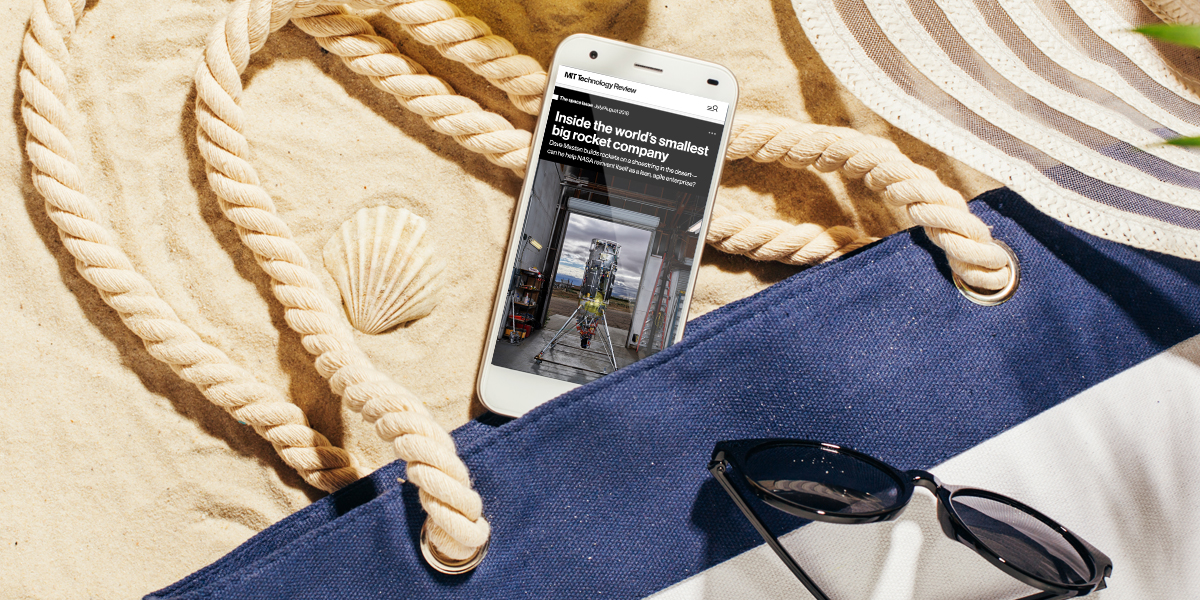 MIT Technology Review
The space issue July/August 2019
Inside the world's smallest
big rocket company
Dave Masten builds rockets on a shoestring in the desert—
can he help NASA reinvent itself as a lean, agile enterprise?